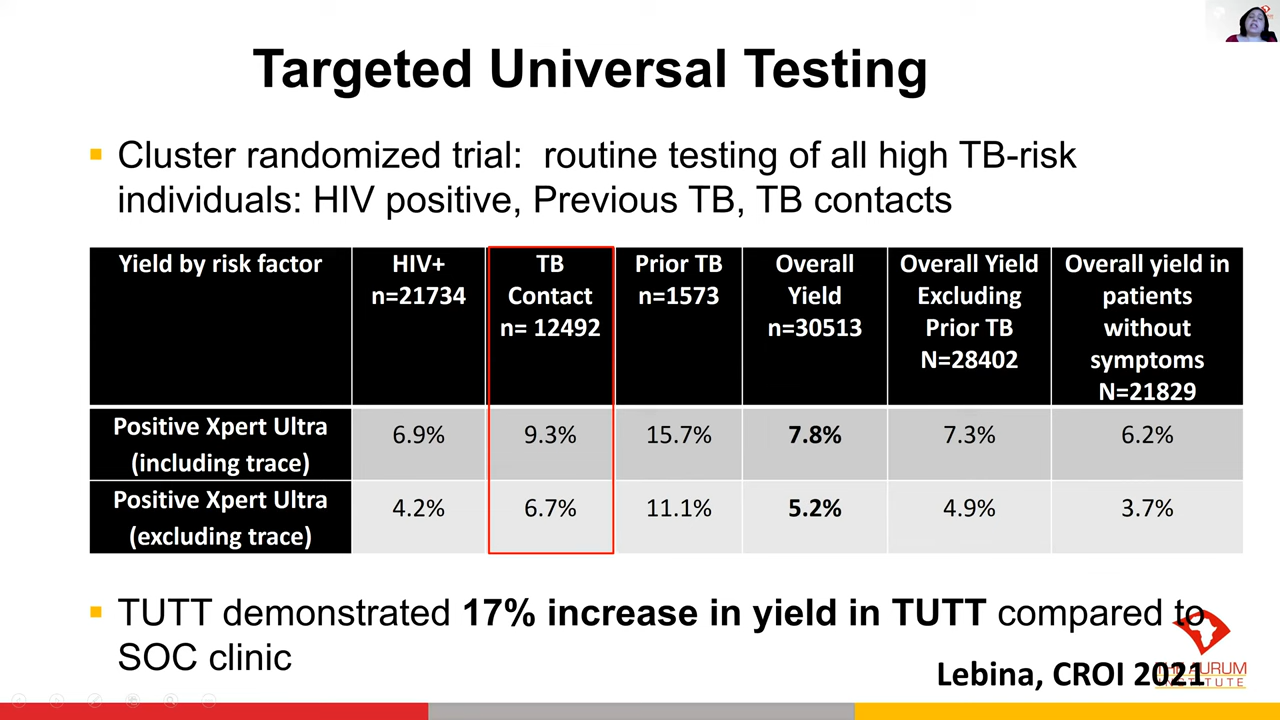 Targeted Universal Testing
Cluster randomized trial: routine testing of all high TB-risk
individuals: HIV positive, Previous TB, TB contacts
Yield by risk factor
HIV+
n=21734
TB
Contact
n= 12492
Prior TB
n=1573
Overall
Yield
n=30513
Overall Yield
Excluding
Prior TB
N=28402
Overall yield in
patients
without
symptoms
N=21829
Positive Xpert Ultra
(including trace)
6.9%
9.3%
15.7%
7.8%
7.3%
6.2%
Positive Xpert Ultra
(excluding trace)
4.2%
6.7%
11.1%
5.2%
4.9%
3.7%
TUTT demonstrated 17% increase in yield in TUTT compared to
SOC clinic
Lebina, CROI 2021
THE AURUM
INSTITUTE